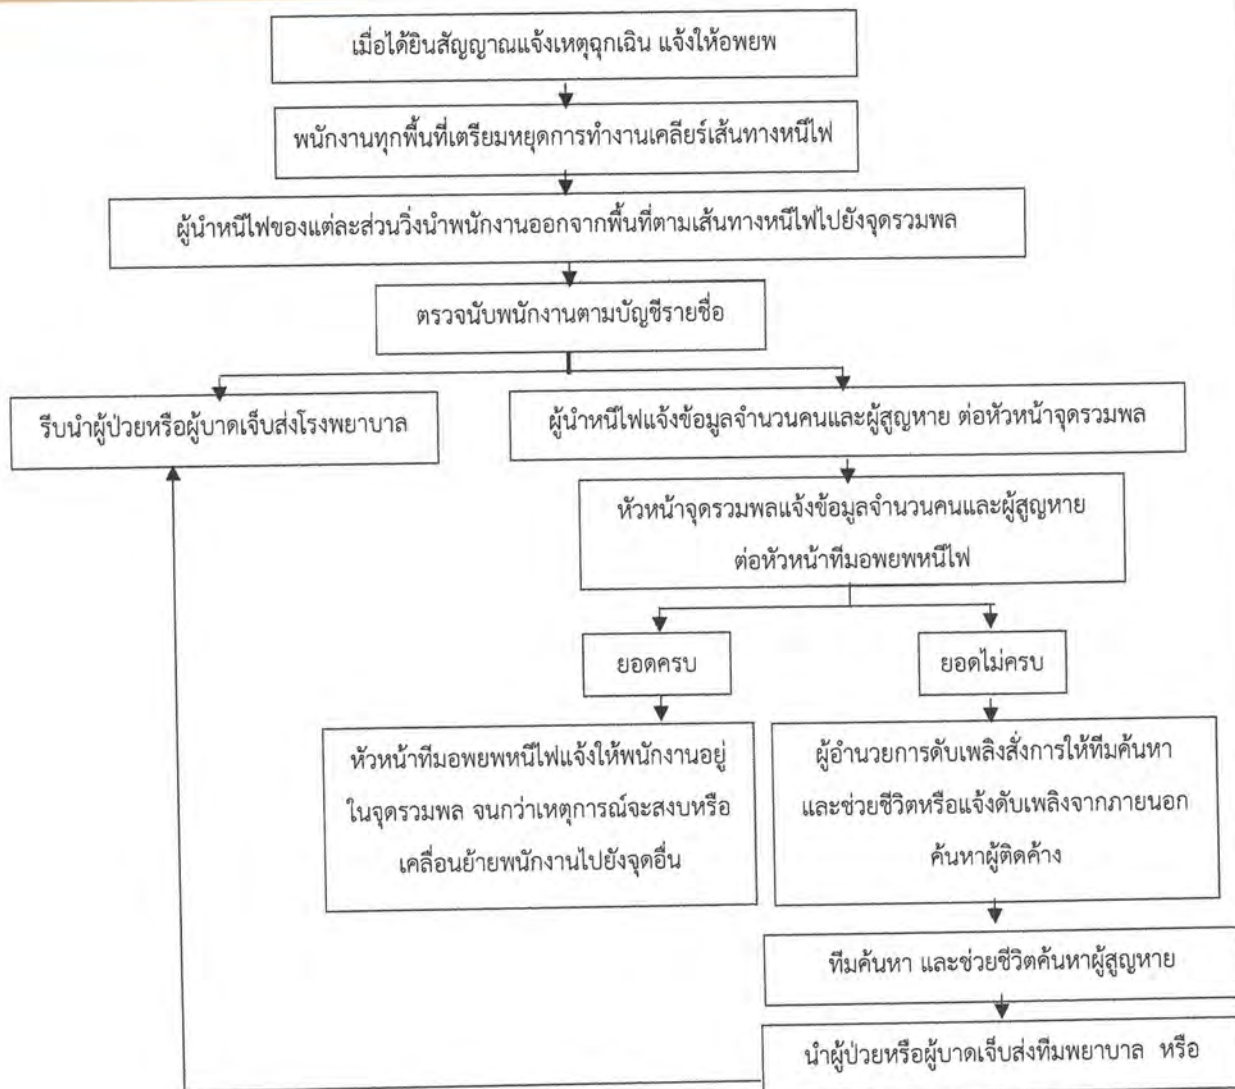 เมื่อได้ยินสัญญาณแจ้งเหตุฉุกเฉิน แจ้งให้อพยพ
พนักงานทุกพื้นที่เตรียมหยุดการทำงานเคลียร์เส้นทางหนีไฟ
ผู้นำหนีไฟของแต่ละส่วนวิ่งนำพนักงานออกจากพื้นที่ตามเส้นทางหนีไฟไปยังจุดรวมพล
ตรวจนับพนักงานตามบัญชีรายชื่อ
รีบนำผู้ป่วยหรือผู้บาดเจ็บส่งโรงพยาบาล
ผู้นำหนีไฟแจ้งข้อมูลจำนวนคนและผู้สูญหาย ต่อหัวหน้าจุดรวมพล
หัวหน้าจุดรวมพลแจ้งข้อมูลจำนวนคนและผู้สูญหาย
ต่อหัวหน้าทีมอพยพหนีไฟ
ยอดครบ
ยอดไม่ครบ
หัวหน้าทีมอพยพหนีไฟแจ้งให้พนักงานอยู่
ในจุดรวมพล จนกว่าเหตุการณ์จะสงบหรือ
เคลื่อนย้ายพนักงานไปยังจุดอื่น
ผู้อำนวยการดับเพลิงสั่งการให้ทีมค้นหา
และช่วยชีวิตหรือแจ้งดับเพลิงจากภายนอก
ค้นหาผู้ติดค้าง
ทีมค้นหา และช่วยชีวิตค้นหาผู้สูญหาย
นำผู้ป่วยหรือผู้บาดเจ็บส่งทีมพยาบาล หรือ